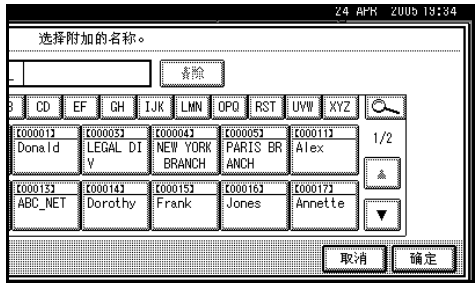 24 APR 2005 19:34
选择附加的名称。
清除
CD EF GH IJK LMN OPQ RST UVW XYZ
[00001] [00003] [00004] [00005] [00011] 1/2
Donald LEGAL DI NEW YORK PARIS BR Alex
V BRANCH ANCH
[00013] [00014] [00015] [00016] [00017]
ABC_NET Dorothy Frank Jones Annette
▲
▼
取消 确定